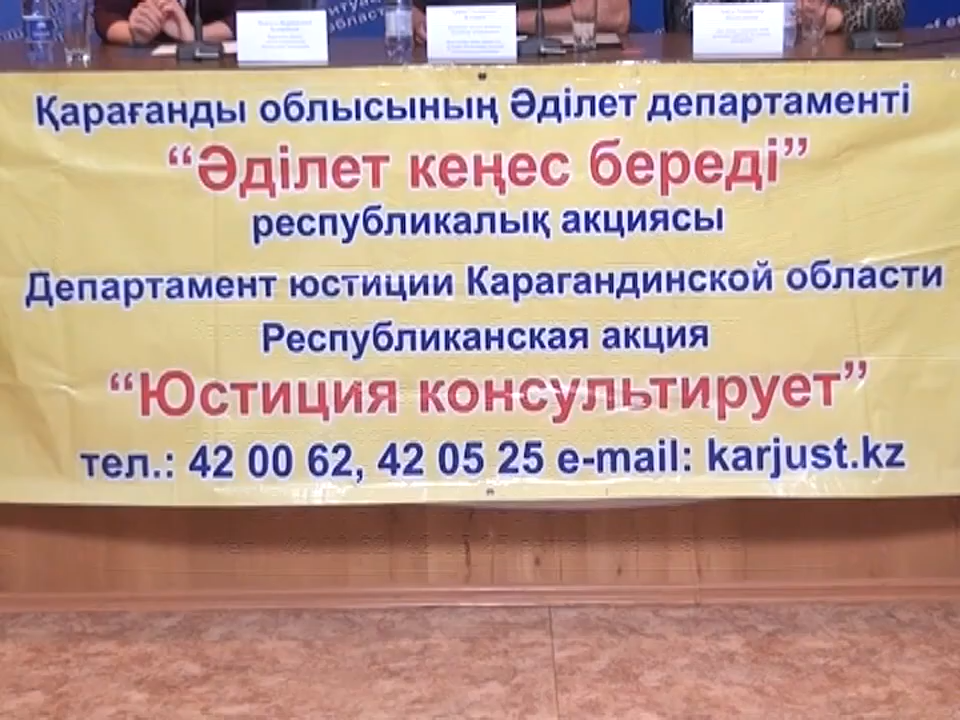 Қарағанды облысының Әділет департаменті
“Әділет кеңес береді”
республикалық акциясы
Департамент юстиции Карагандинской области
Республиканская акция
“Юстиция консультирует”
тел.: 42 00 62, 42 05 25 e-mail: karjust.kz